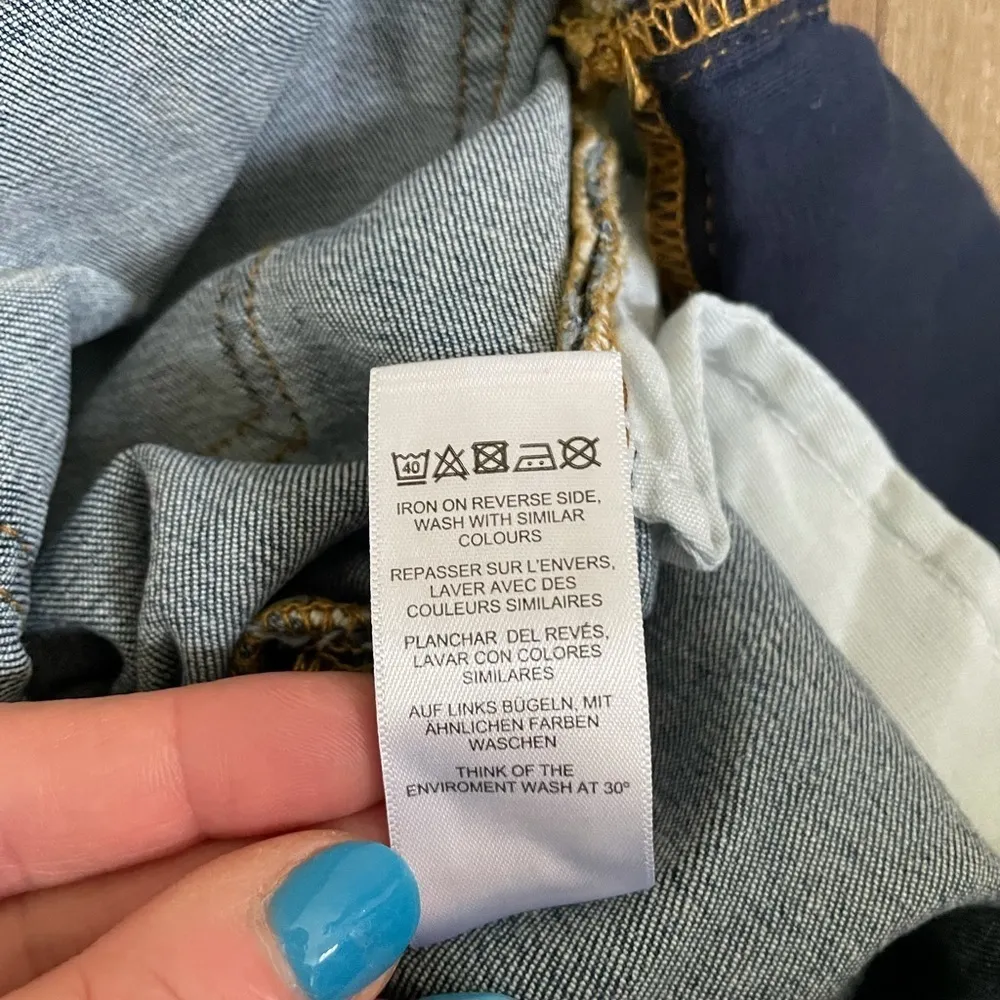 40
IRON ON REVERSE SIDE,
WASH WITH SIMILAR
COLOURS
REPASSER SUR L'ENVERS,
LAVER AVEC DES
COULEURS SIMILAIRES
PLANCHAR DEL REVÉS,
LAVAR CON COLORES
SIMILARES
AUF LINKS BÜGELN, MIT
ÄHNLICHEN FARBEN
WASCHEN
THINK OF THE
ENVIROMENT WASH AT 30°